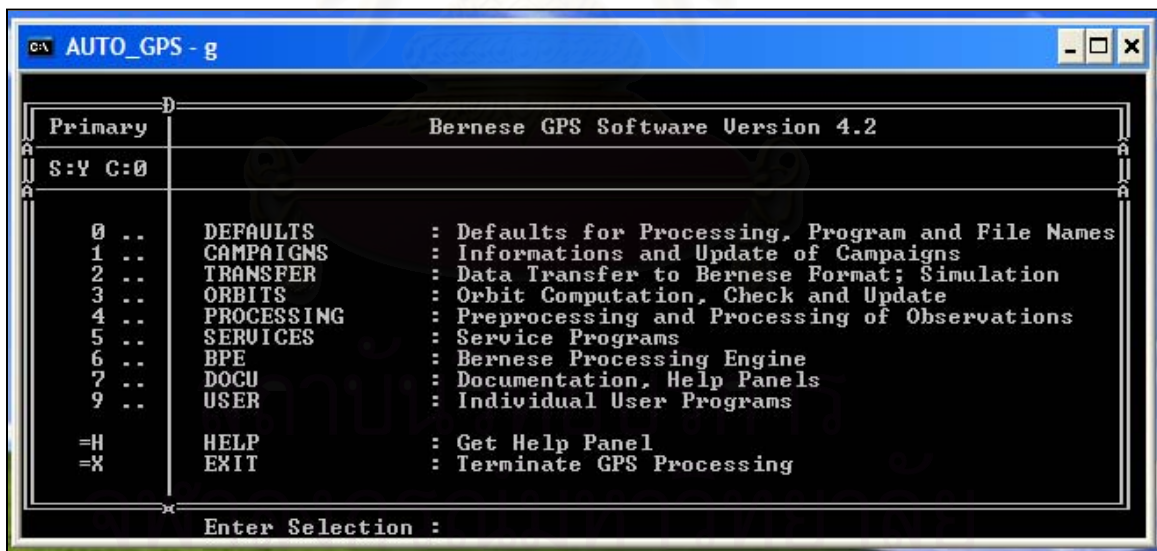 AUTO_GPS - g
Primary Bernese GPS Software Version 4.2
S:Y C:0
0 .. DEFAULTS : Defaults for Processing, Program and File Names
1 .. CAMPAIGNS : Informations and Update of Campaigns
2 .. TRANSFER : Data Transfer to Bernese Format; Simulation
3 .. ORBITS : Orbit Computation, Check and Update
4 .. PROCESSING : Preprocessing and Processing of Observations
5 .. SERVICES : Service Programs
6 .. BPE : Bernese Processing Engine
7 .. DOCU : Documentation, Help Panels
9 .. USER : Individual User Programs
=H HELP : Get Help Panel
=X EXIT : Terminate GPS Processing
Enter Selection :